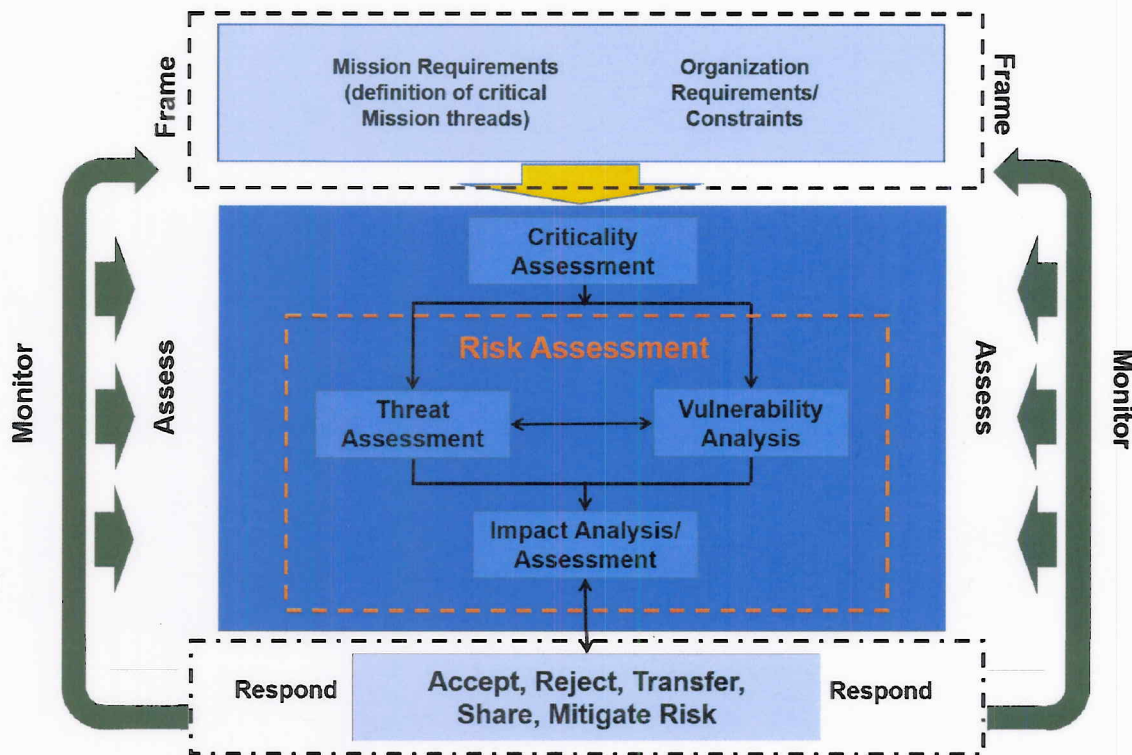 Frame
Mission Requirements
(definition of critical
Mission threads)
Organization
Requirements/
Constraints
Frame
Criticality
Assessment
Risk Assessment
Threat
Assessment
Vulnerability
Analysis
Impact Analysis/
Assessment
Monitor
Assess
Assess
Monitor
Respond
Accept, Reject, Transfer,
Share, Mitigate Risk
Respond